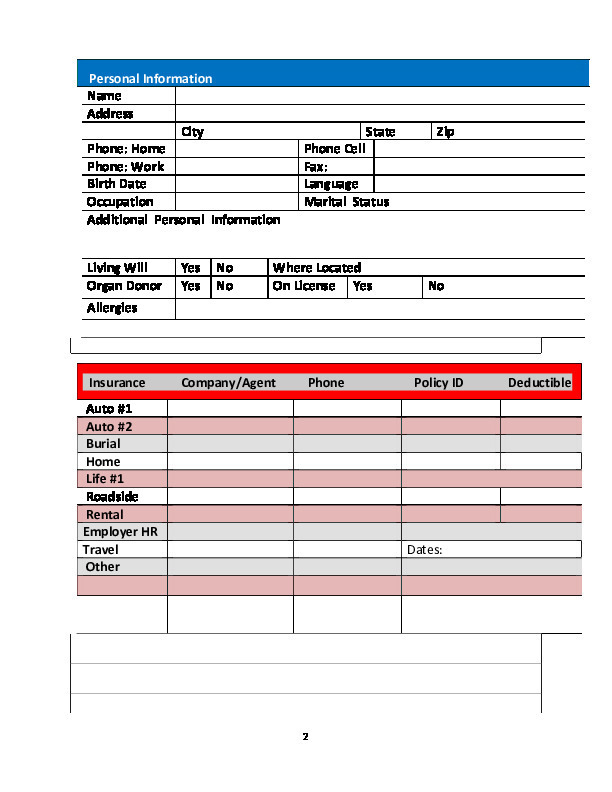 Personal Information
Name
Address
City State Zip
Phone: Home Phone Cell
Phone: Work Fax:
Birth Date Language
Occupation Marital Status
Additional Personal Information
Living Will Yes No Where Located
Organ Donor Yes No On License Yes No
Allergies
Insurance Company/Agent Phone Policy ID Deductible
Auto #1
Auto #2
Burial
Home
Life #1
Roadside
Rental
Employer HR
Travel Dates:
Other
2